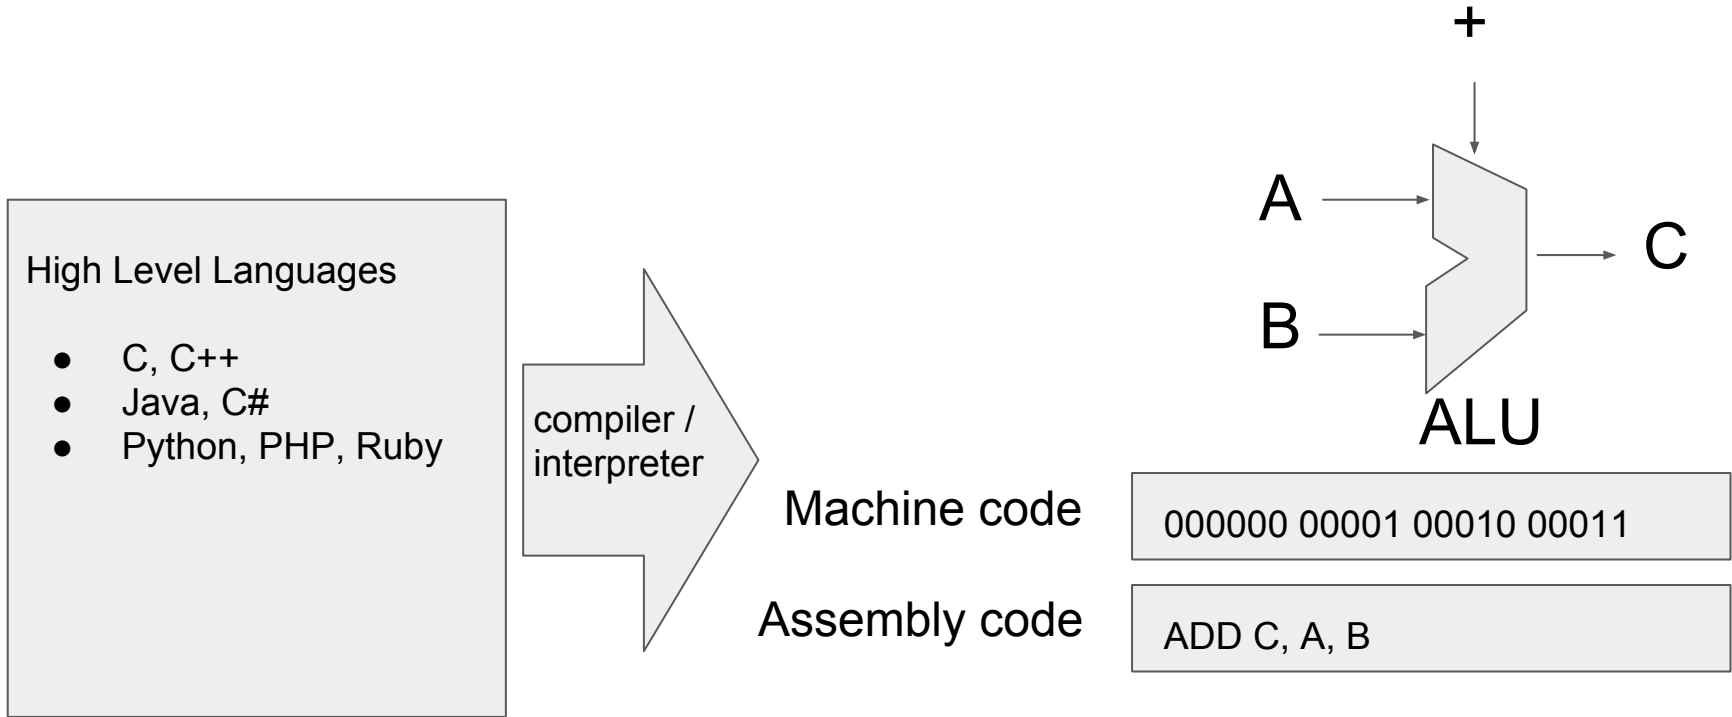 High Level Languages
● C, C++
● Java, C#
● Python, PHP, Ruby
compiler /
interpreter
+
A
B
C
ALU
Machine code
000000 00001 00010 00011
Assembly code
ADD C, A, B